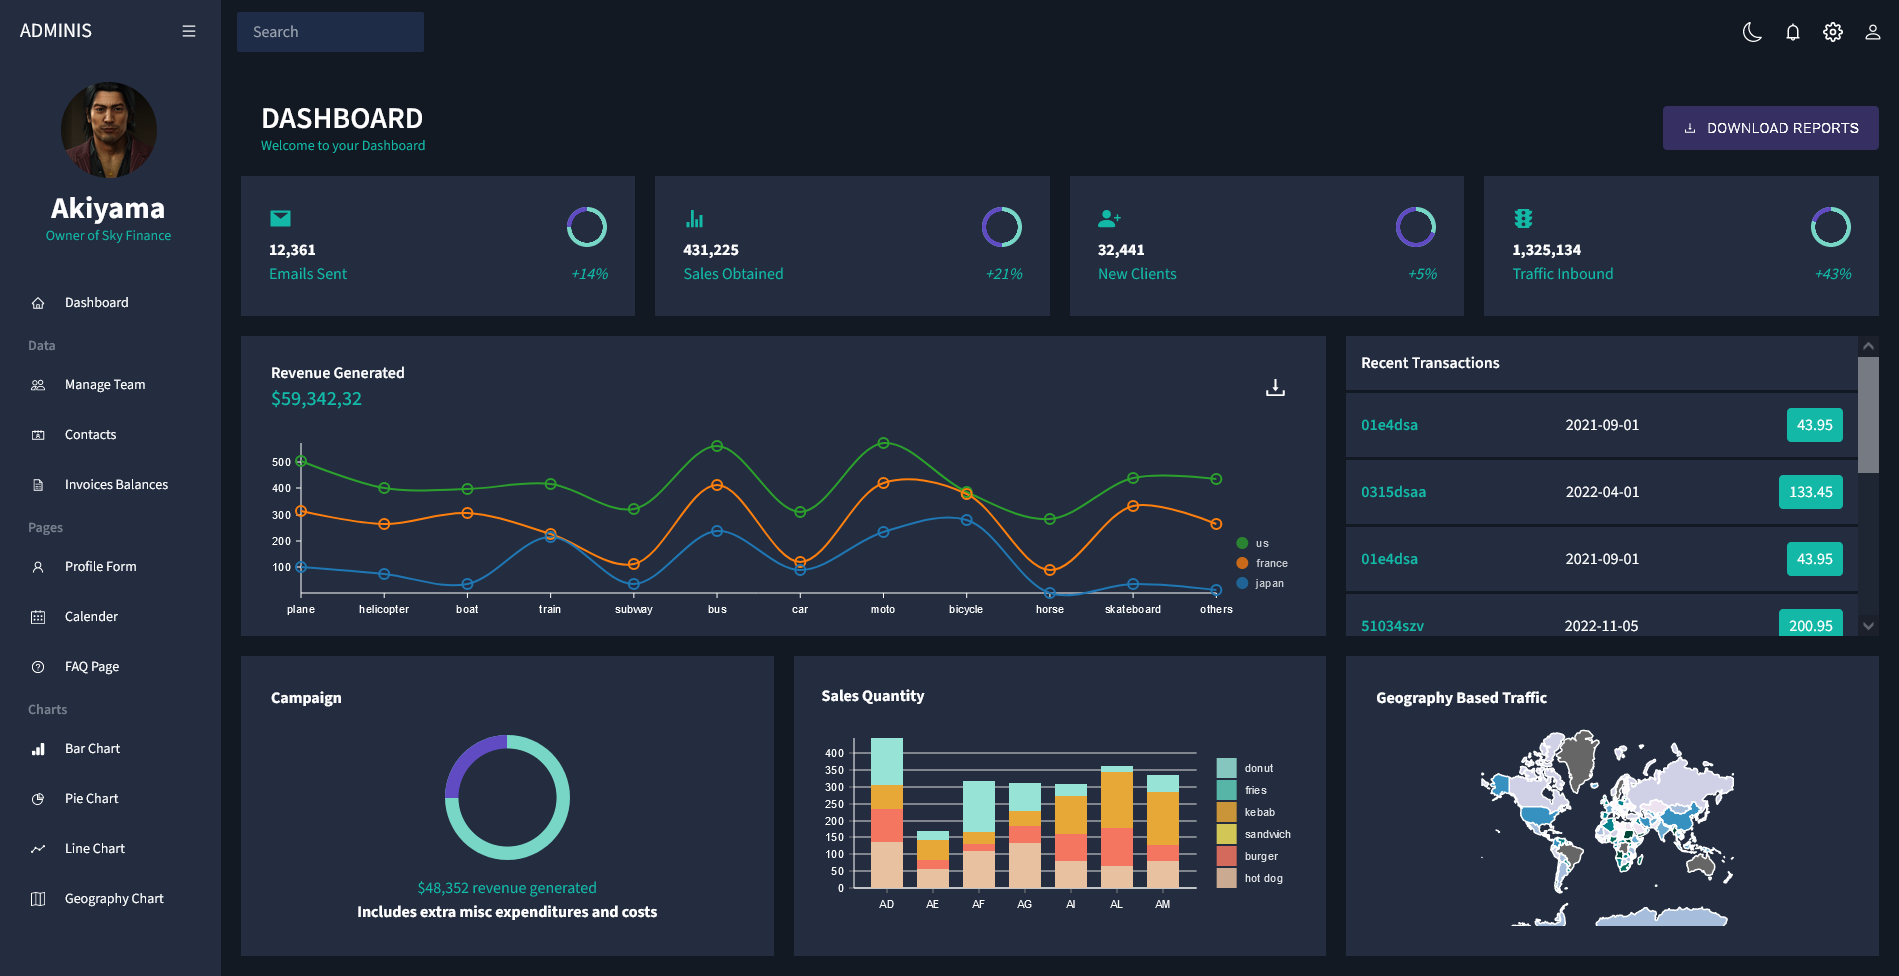 ADMINIS
Search
Akiyama
Owner of Sky Finance
Dashboard
Data
Manage Team
Contacts
Invoices Balances
Pages
Profile Form
Calender
FAQ Page
Charts
Bar Chart
Pie Chart
Line Chart
Geography Chart
DASHBOARD
Welcome to your Dashboard
DOWNLOAD REPORTS
12,361
Emails Sent
+14%
431,225
Sales Obtained
+21%
32,441
New Clients
+5%
1,325,134
Traffic Inbound
+43%
Revenue Generated
$59,342,32
500
400
300
200
100
plane helicopter boat train subway bus car moto bicycle horse skateboard others
us
france
japan
Recent Transactions
01e4dsa 2021-09-01 43.95
0315dsaa 2022-04-01 133.45
01e4dsa 2021-09-01 43.95
51034szv 2022-11-05 200.95
Campaign
$48,352 revenue generated
Includes extra misc expenditures and costs
Sales Quantity
400
350
300
250
200
150
100
50
0
AD AE AF AG AI AL AM
donut
fries
kebab
sandwich
burger
hot dog
Geography Based Traffic